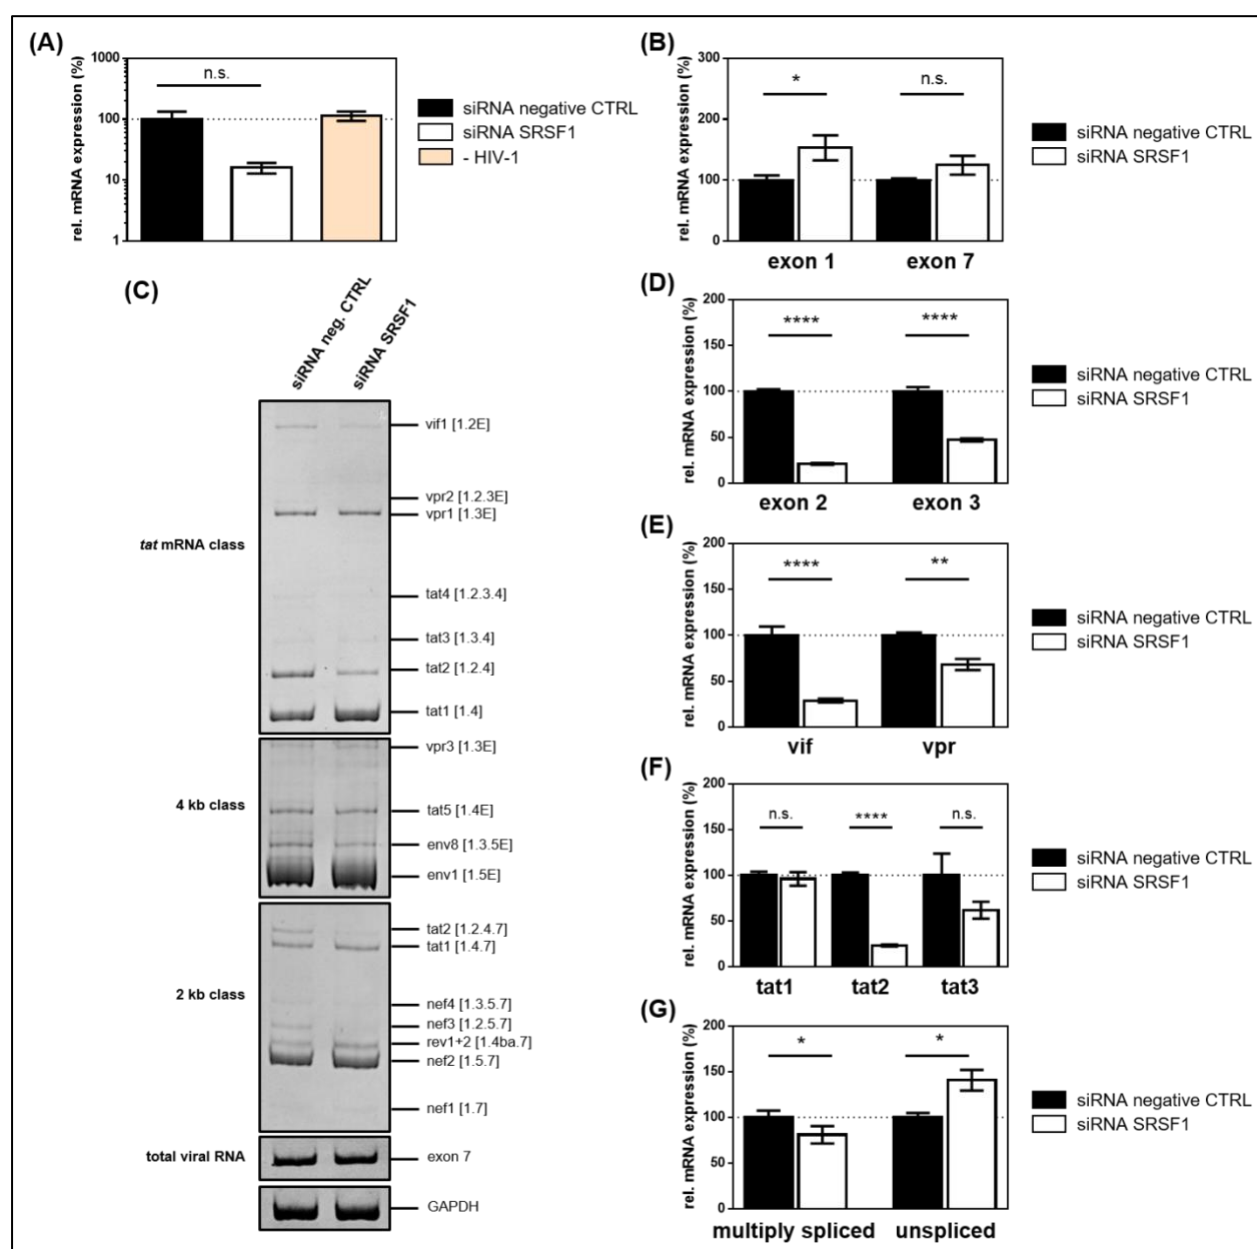 (A)
rel. mRNA expression (%)
1000
100
10
1
n.s.
siRNA negative CTRL
siRNA SRSF1
- HIV-1
(B)
rel. mRNA expression (%)
300
200
100
0
*
n.s.
exon 1 exon 7
siRNA negative CTRL
siRNA SRSF1
(C)
siRNA neg. CTRL
siRNA SRSF1
tat mRNA class
vif1 [1.2E]
vpr2 [1.2.3E]
vpr1 [1.3E]
tat4 [1.2.3.4]
tat3 [1.3.4]
tat2 [1.2.4]
tat1 [1.4]
4 kb class
vpr3 [1.3E]
tat5 [1.4E]
env8 [1.3.5E]
env1 [1.5E]
2 kb class
tat2 [1.2.4.7]
tat1 [1.4.7]
nef4 [1.3.5.7]
nef3 [1.2.5.7]
rev1+2 [1.4ba.7]
nef2 [1.5.7]
nef1 [1.7]
total viral RNA
exon 7
GAPDH
(D)
rel. mRNA expression (%)
200
150
100
50
0
**** ****
exon 2 exon 3
siRNA negative CTRL
siRNA SRSF1
(E)
rel. mRNA expression (%)
200
150
100
50
0
**** **
vif vpr
siRNA negative CTRL
siRNA SRSF1
(F)
rel. mRNA expression (%)
200
150
100
50
0
n.s. **** n.s.
tat1 tat2 tat3
siRNA negative CTRL
siRNA SRSF1
(G)
rel. mRNA expression (%)
200
150
100
50
0
* *
multiply spliced unspliced
siRNA negative CTRL
siRNA SRSF1